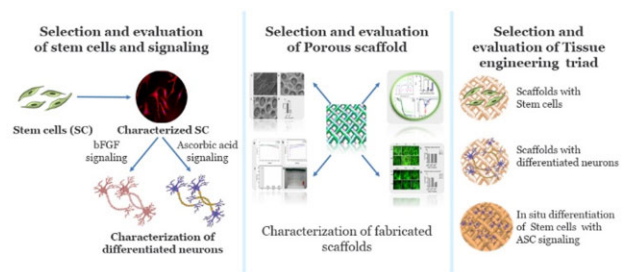 Selection and evaluation
of stem cells and signaling
Stem cells (SC)
Characterized SC
bFGF
signaling
Ascorbic acid
signaling
Characterization of
differentiated neurons
Selection and evaluation
of Porous scaffold
Characterization of fabricated
scaffolds
Selection and
evaluation of Tissue
engineering triad
Scaffolds with
Stem cells
Scaffolds with
differentiated neurons
In situ differentiation
of Stem cells with
ASC signaling